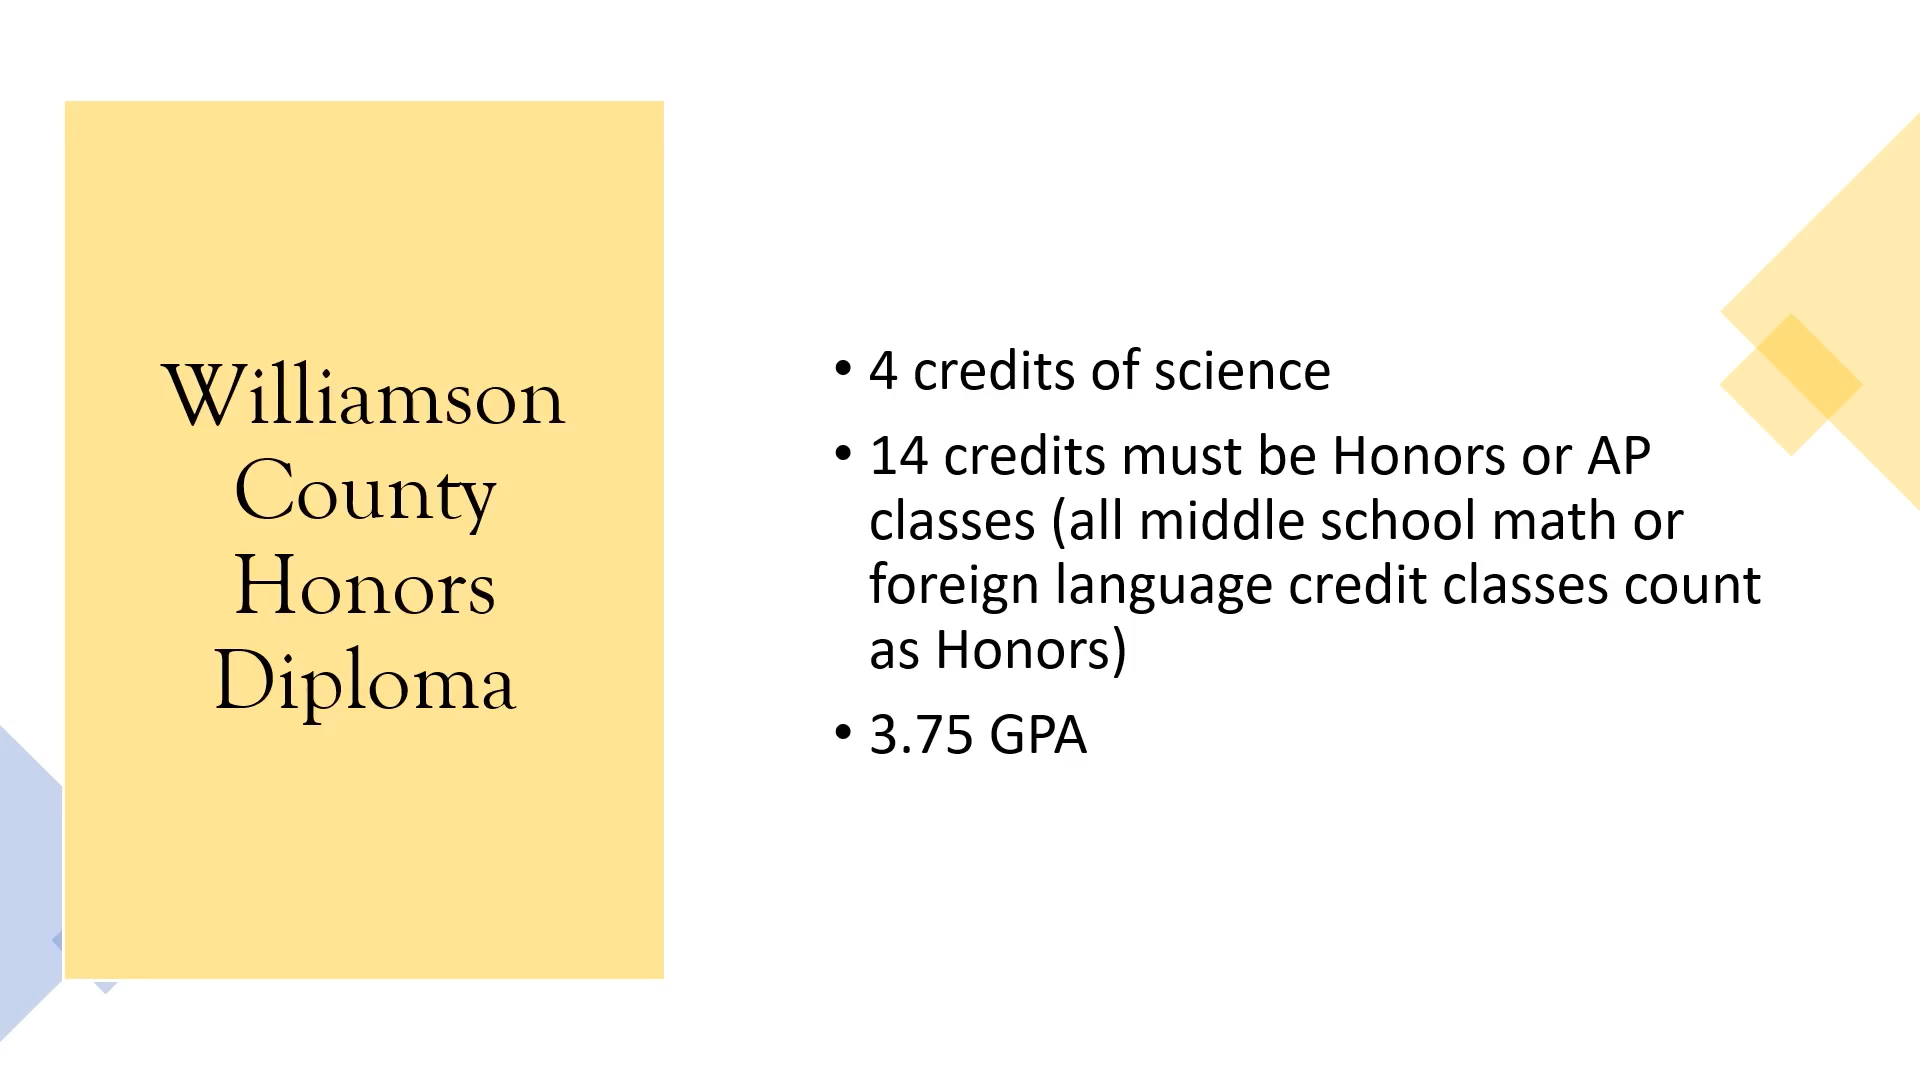 Williamson
County
Honors
Diploma
• 4 credits of science
• 14 credits must be Honors or AP
classes (all middle school math or
foreign language credit classes count
as Honors)
• 3.75 GPA